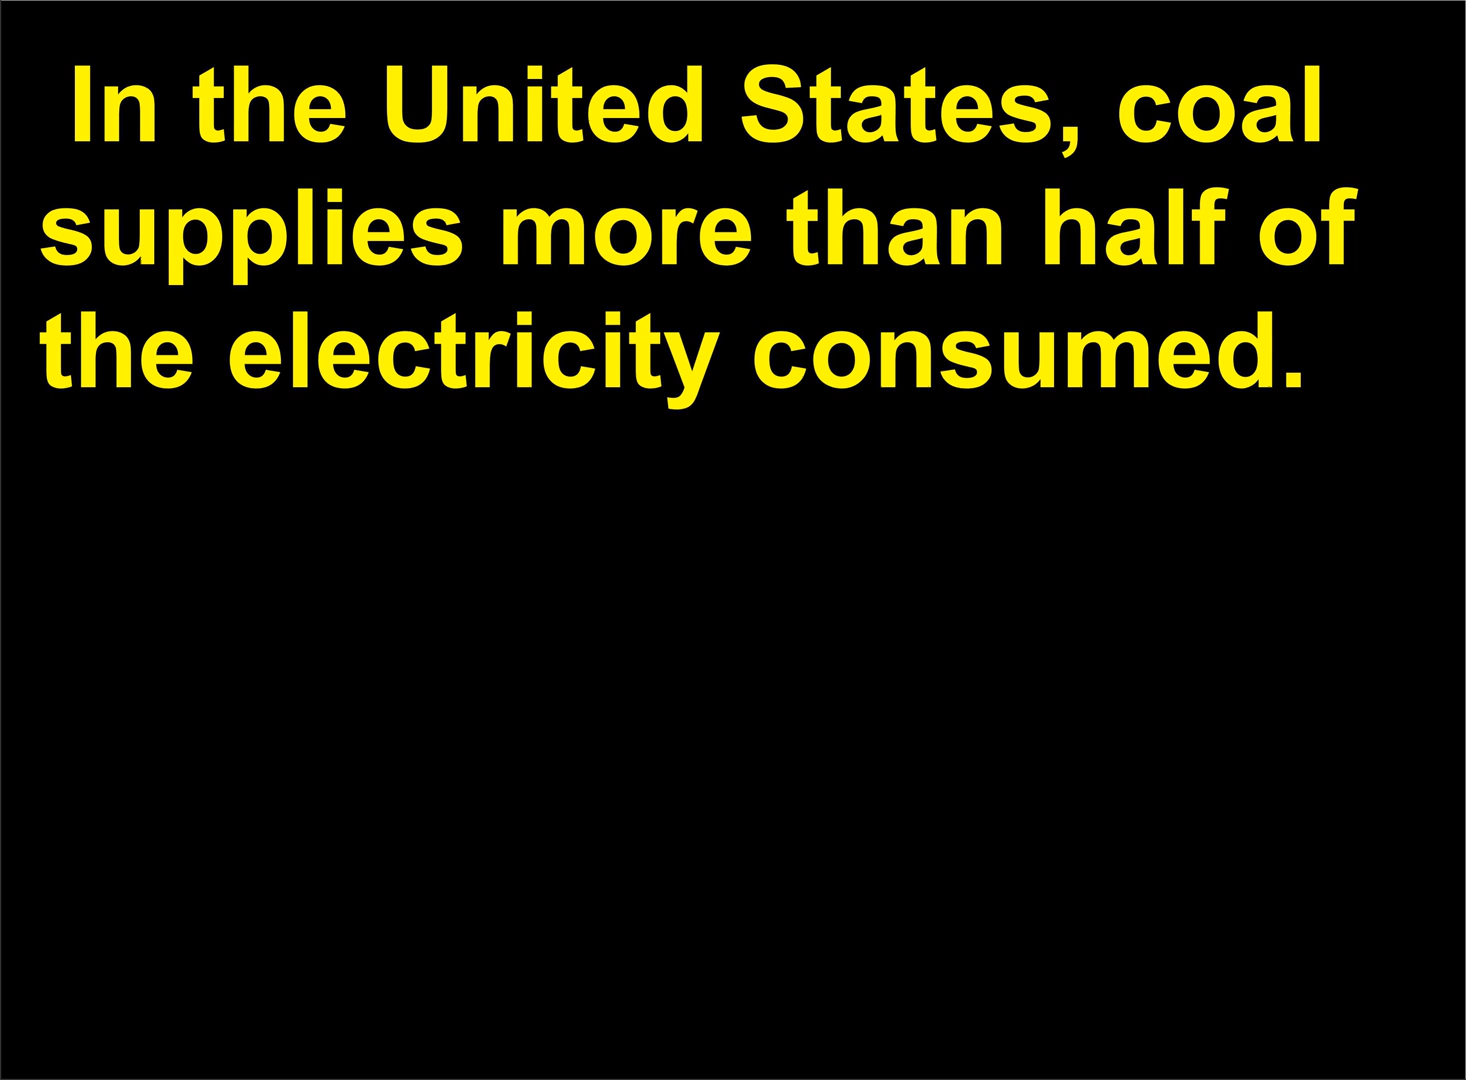 In the United States, coal
supplies more than half of
the electricity consumed.